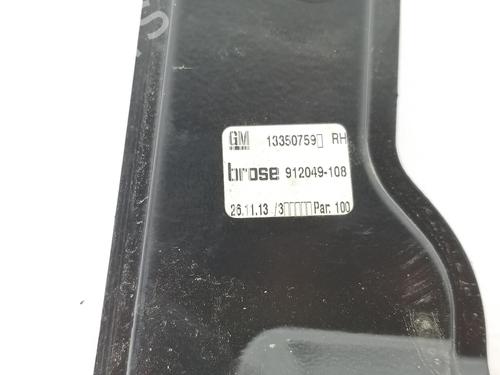 GM 13350759▯ RH
brose 912049-108
26.11.13 /3▯▯▯▯▯Par. 100